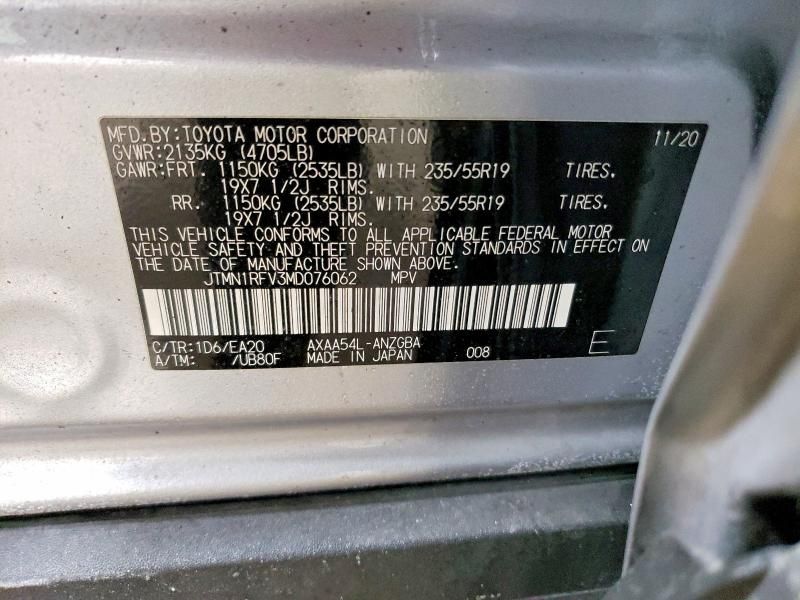 MFD.BY:TOYOTA MOTOR CORPORATION 11/20
GVWR:2135KG (4705LB)
GAWR:FRT. 1150KG (2535LB) WITH 235/55R19 TIRES.
19X7 1/2J RIMS.
RR. 1150KG (2535LB) WITH 235/55R19 TIRES.
19X7 1/2J RIMS.
THIS VEHICLE CONFORMS TO ALL APPLICABLE FEDERAL MOTOR
VEHICLE SAFETY AND THEFT PREVENTION STANDARDS IN EFFECT ON
THE DATE OF MANUFACTURE SHOWN ABOVE.
JTMN1RFV3MD076062 MPV
C/TR:1D6/EA20 AXAA54L-ANZGBA
A/TM: /UB80F MADE IN JAPAN 008 E